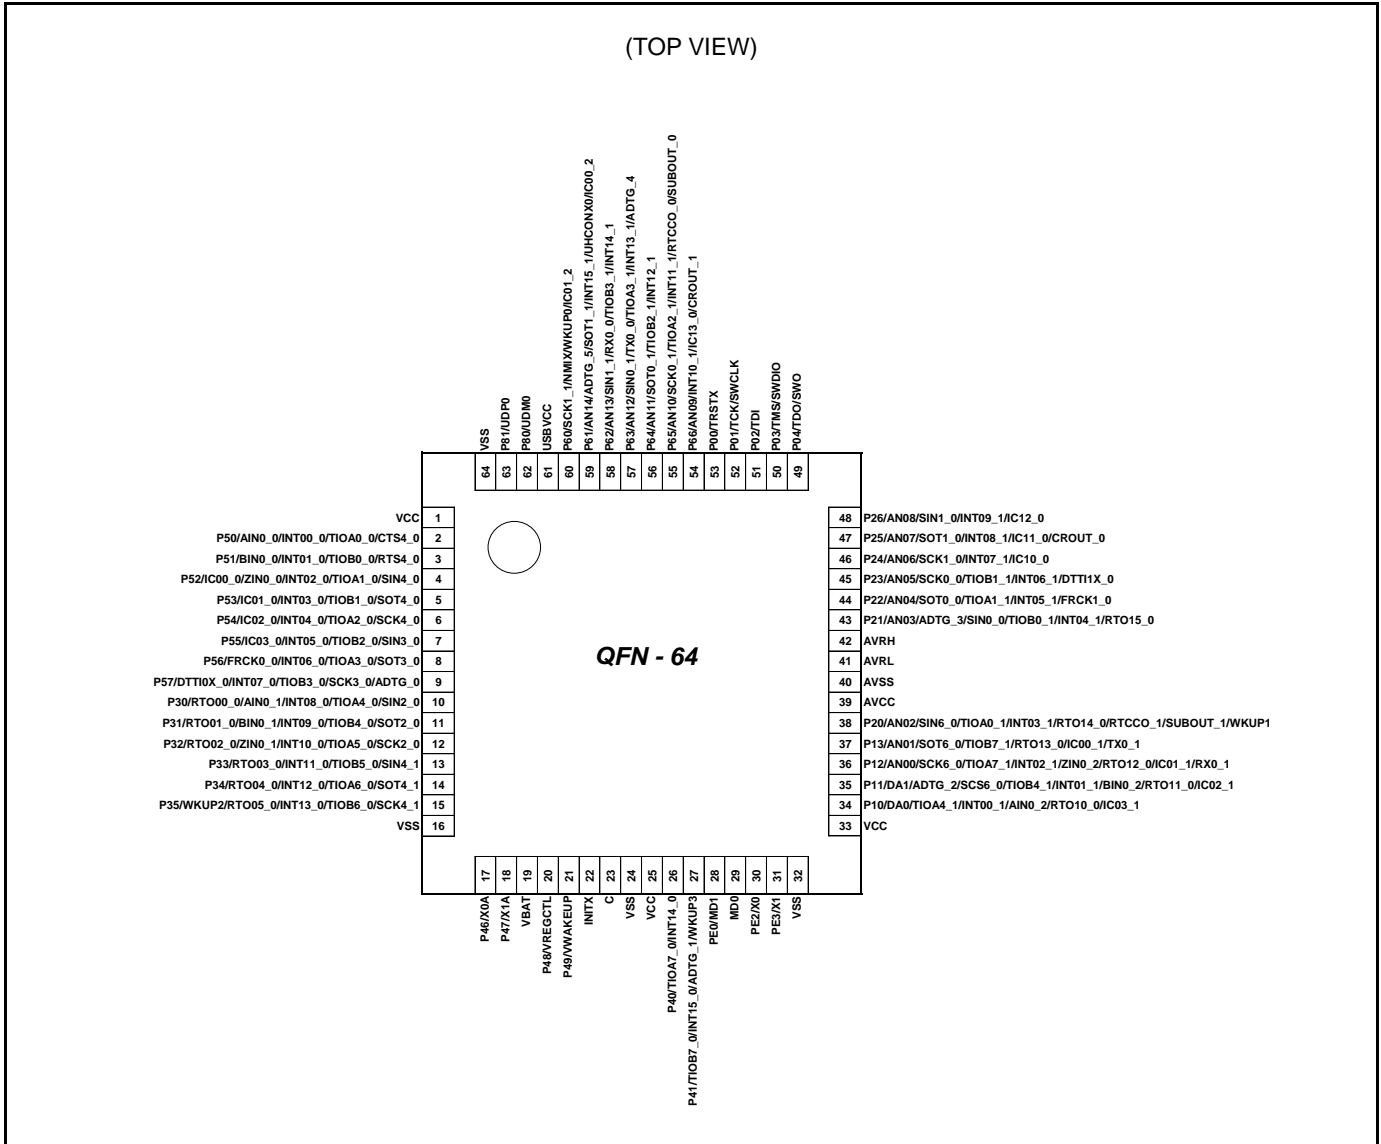 (TOP VIEW)
VSS
P81/UDP0
P80/UDM0
USBVCC
P60/SCK1_1/NMIX/WKUP0/IC01_2
P61/AN14/ADTG_5/SOT1_1/INT15_1/UHCONX0/IC00_2
P62/AN13/SIN1_1/RX0_0/TIOB3_1/INT14_1
P63/AN12/SIN0_1/TX0_0/TIOA3_1/INT13_1/ADTG_4
P64/AN11/SOT0_1/TIOB2_1/INT12_1
P65/AN10/SCK0_1/TIOA2_1/INT11_1/RTCCO_0/SUBOUT_0
P66/AN09/INT10_1/IC13_0/CROUT_1
P00/TRSTX
P01/TCK/SWCLK
P02/TDI
P03/TMS/SWDIO
P04/TDO/SWO
64 63 62 61 60 59 58 57 56 55 54 53 52 51 50 49
VCC 1
P50/AIN0_0/INT00_0/TIOA0_0/CTS4_0 2
P51/BIN0_0/INT01_0/TIOB0_0/RTS4_0 3
P52/IC00_0/ZIN0_0/INT02_0/TIOA1_0/SIN4_0 4
P53/IC01_0/INT03_0/TIOB1_0/SOT4_0 5
P54/IC02_0/INT04_0/TIOA2_0/SCK4_0 6
P55/IC03_0/INT05_0/TIOB2_0/SIN3_0 7
P56/FRCK0_0/INT06_0/TIOA3_0/SOT3_0 8
P57/DTTI0X_0/INT07_0/TIOB3_0/SCK3_0/ADTG_0 9
P30/RTO00_0/AIN0_1/INT08_0/TIOA4_0/SIN2_0 10
P31/RTO01_0/BIN0_1/INT09_0/TIOB4_0/SOT2_0 11
P32/RTO02_0/ZIN0_1/INT10_0/TIOA5_0/SCK2_0 12
P33/RTO03_0/INT11_0/TIOB5_0/SIN4_1 13
P34/RTO04_0/INT12_0/TIOA6_0/SOT4_1 14
P35/WKUP2/RTO05_0/INT13_0/TIOB6_0/SCK4_1 15
VSS 16
QFN - 64
48 P26/AN08/SIN1_0/INT09_1/IC12_0
47 P25/AN07/SOT1_0/INT08_1/IC11_0/CROUT_0
46 P24/AN06/SCK1_0/INT07_1/IC10_0
45 P23/AN05/SCK0_0/TIOB1_1/INT06_1/DTTI1X_0
44 P22/AN04/SOT0_0/TIOA1_1/INT05_1/FRCK1_0
43 P21/AN03/ADTG_3/SIN0_0/TIOB0_1/INT04_1/RTO15_0
42 AVRH
41 AVRL
40 AVSS
39 AVCC
38 P20/AN02/SIN6_0/TIOA0_1/INT03_1/RTO14_0/RTCCO_1/SUBOUT_1/WKUP1
37 P13/AN01/SOT6_0/TIOB7_1/RTO13_0/IC00_1/TX0_1
36 P12/AN00/SCK6_0/TIOA7_1/INT02_1/ZIN0_2/RTO12_0/IC01_1/RX0_1
35 P11/DA1/ADTG_2/SCS6_0/TIOB4_1/INT01_1/BIN0_2/RTO11_0/IC02_1
34 P10/DA0/TIOA4_1/INT00_1/AIN0_2/RTO10_0/IC03_1
33 VCC
17 18 19 20 21 22 23 24 25 26 27 28 29 30 31 32
P46/X0A
P47/X1A
VBAT
P48/VREGCTL
P49/VWAKEUP
INITX
C
VSS
VCC
P40/TIOA7_0/INT14_0
P41/TIOB7_0/INT15_0/ADTG_1/WKUP3
PE0/MD1
MD0
PE2/X0
PE3/X1
VSS